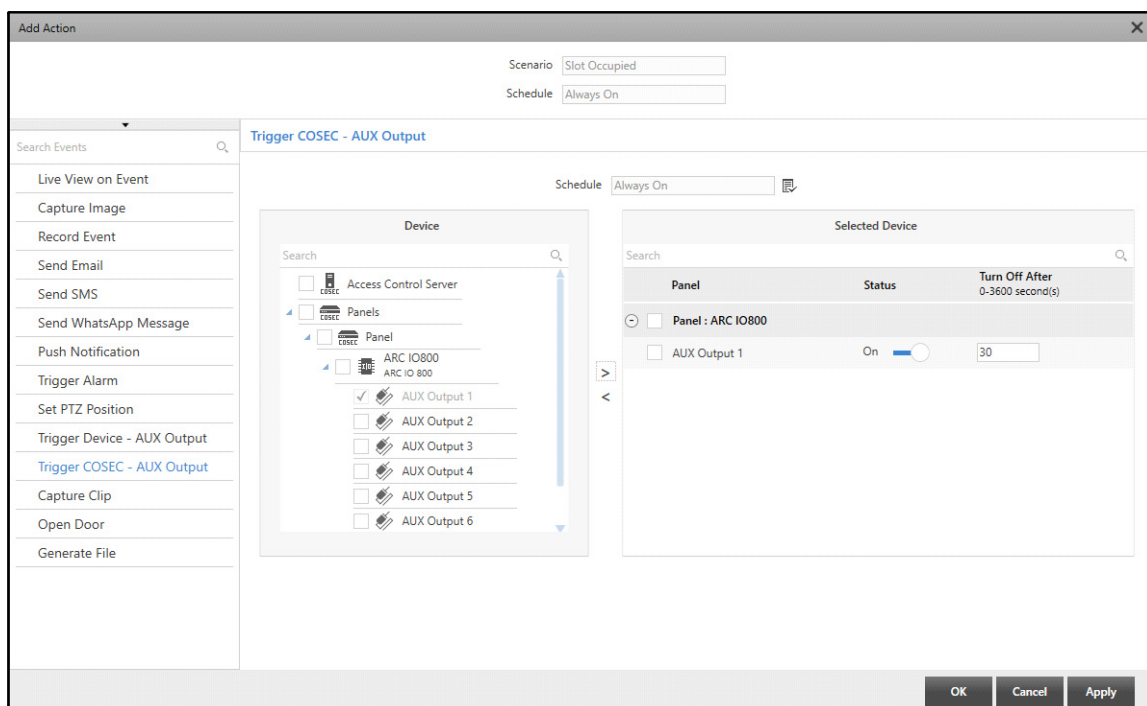 Add Action
Scenario Slot Occupied
Schedule Always On
Search Events
Live View on Event
Capture Image
Record Event
Send Email
Send SMS
Send WhatsApp Message
Push Notification
Trigger Alarm
Set PTZ Position
Trigger Device - AUX Output
Trigger COSEC - AUX Output
Capture Clip
Open Door
Generate File
Trigger COSEC - AUX Output
Schedule Always On
Device
Search
COSEC Access Control Server
COSEC Panels
COSEC Panel
ARC IO800
ARC IO 800
AUX Output 1
AUX Output 2
AUX Output 3
AUX Output 4
AUX Output 5
AUX Output 6
>
<
Selected Device
Search
Panel Status Turn Off After
0-3600 second(s)
Panel : ARC IO800
AUX Output 1 On 30
OK Cancel Apply